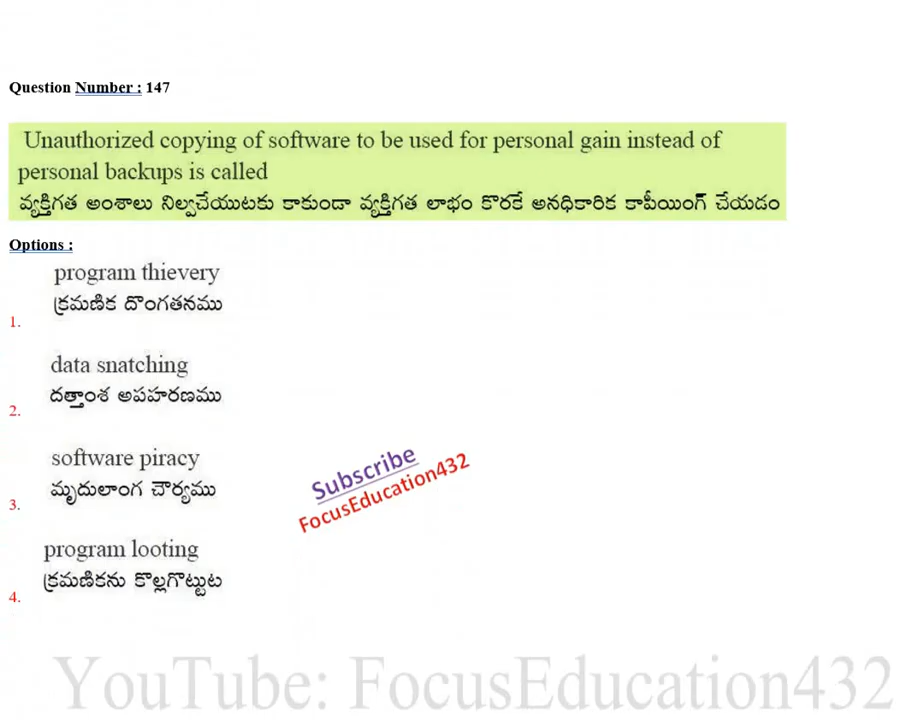 Question Number : 147
Unauthorized copying of software to be used for personal gain instead of
personal backups is called
వ్యక్తిగత అంశాలు నిల్వచేయుటకు కాకుండా వ్యక్తిగత లాభం కొరకే అనధికారిక కాపీయింగ్ చేయడం
Options :
program thievery
క్రమణిక దొంగతనము
1.
data snatching
దత్తాంశ అపహరణము
2.
software piracy
మృదులాంగ చౌర్యము
3.
Subscribe
FocusEducation432
program looting
క్రమణికను కొల్లగొట్టుట
4.
YouTube: FocusEducation432